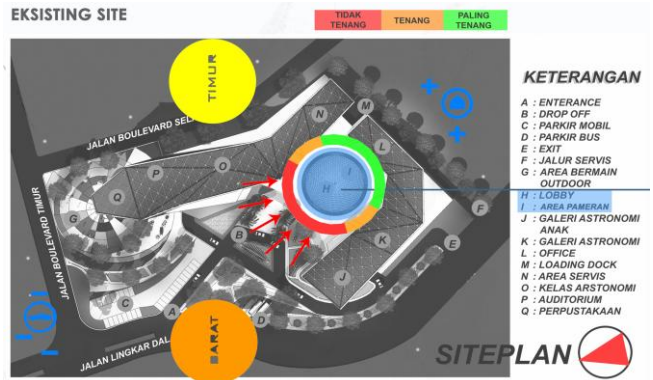 EKSISTING SITE
TIDAK
TENANG
TENANG
PALING
TENANG
TIMUR
JALAN BOULEVARD SEL
JALAN BOULEVARD TIMUR
JALAN LINGKAR DAL
BARAT
N
M
L
O
P
Q
G
I
H
B
K
J
F
E
C
A
D
KETERANGAN
A : ENTERANCE
B : DROP OFF
C : PARKIR MOBIL
D : PARKIR BUS
E : EXIT
F : JALUR SERVIS
G : AREA BERMAIN
OUTDOOR
H : LOBBY
I : AREA PAMERAN
J : GALERI ASTRONOMI
ANAK
K : GALERI ASTRONOMI
L : OFFICE
M : LOADING DOCK
N : AREA SERVIS
O : KELAS ARSTONOMI
P : AUDITORIUM
Q : PERPUSTAKAAN
SITEPLAN